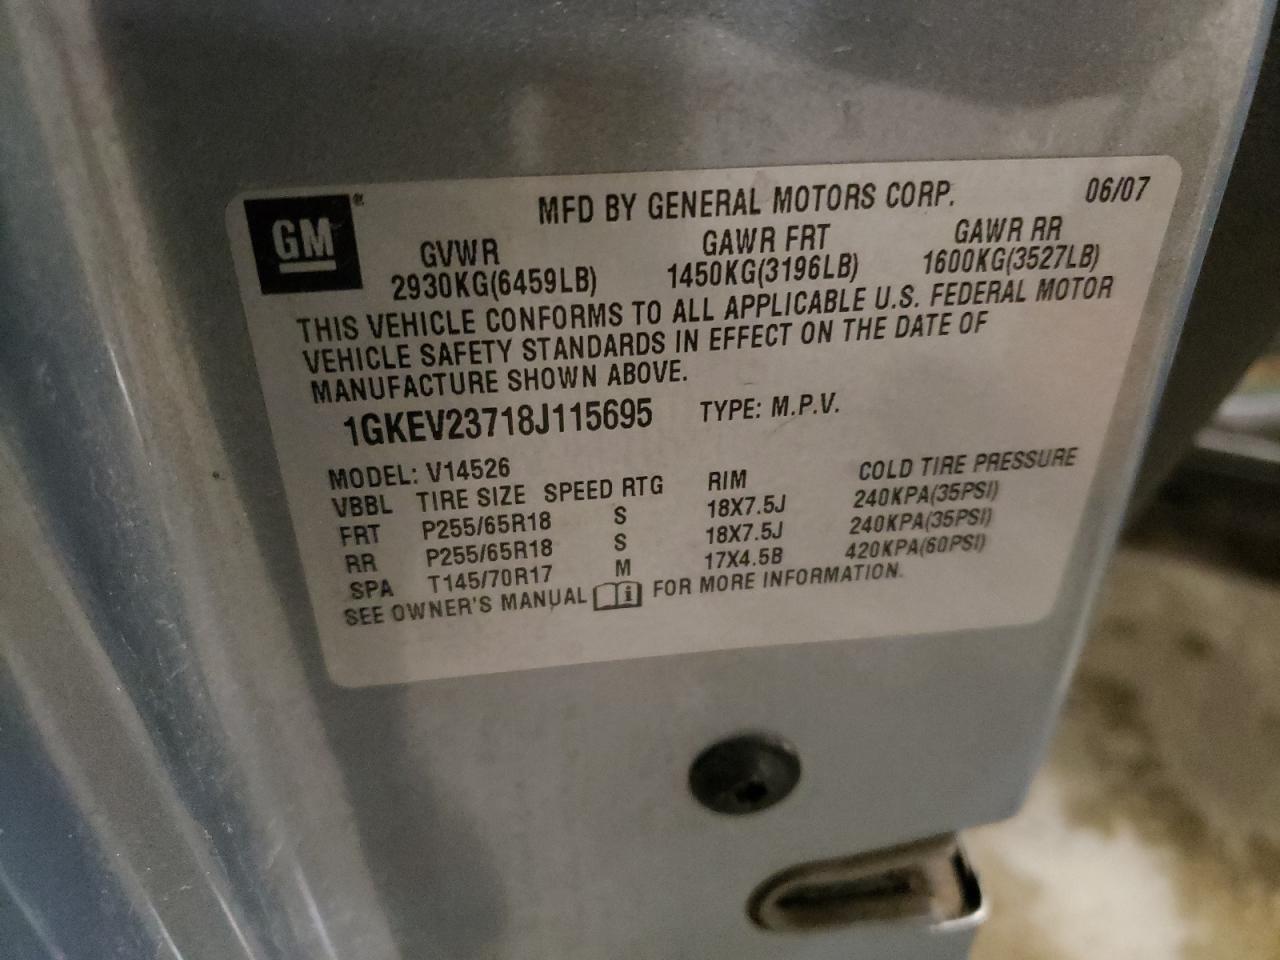 GM®
MFD BY GENERAL MOTORS CORP. 06/07
GVWR GAWR FRT GAWR RR
2930KG(6459LB) 1450KG(3196LB) 1600KG(3527LB)
THIS VEHICLE CONFORMS TO ALL APPLICABLE U.S. FEDERAL MOTOR
VEHICLE SAFETY STANDARDS IN EFFECT ON THE DATE OF
MANUFACTURE SHOWN ABOVE.
1GKEV23718J115695 TYPE: M.P.V.
MODEL: V14526
VBBL TIRE SIZE SPEED RTG RIM COLD TIRE PRESSURE
FRT P255/65R18 S 18X7.5J 240KPA(35PSI)
RR P255/65R18 S 18X7.5J 240KPA(35PSI)
SPA T145/70R17 M 17X4.5B 420KPA(60PSI)
SEE OWNER'S MANUAL FOR MORE INFORMATION.